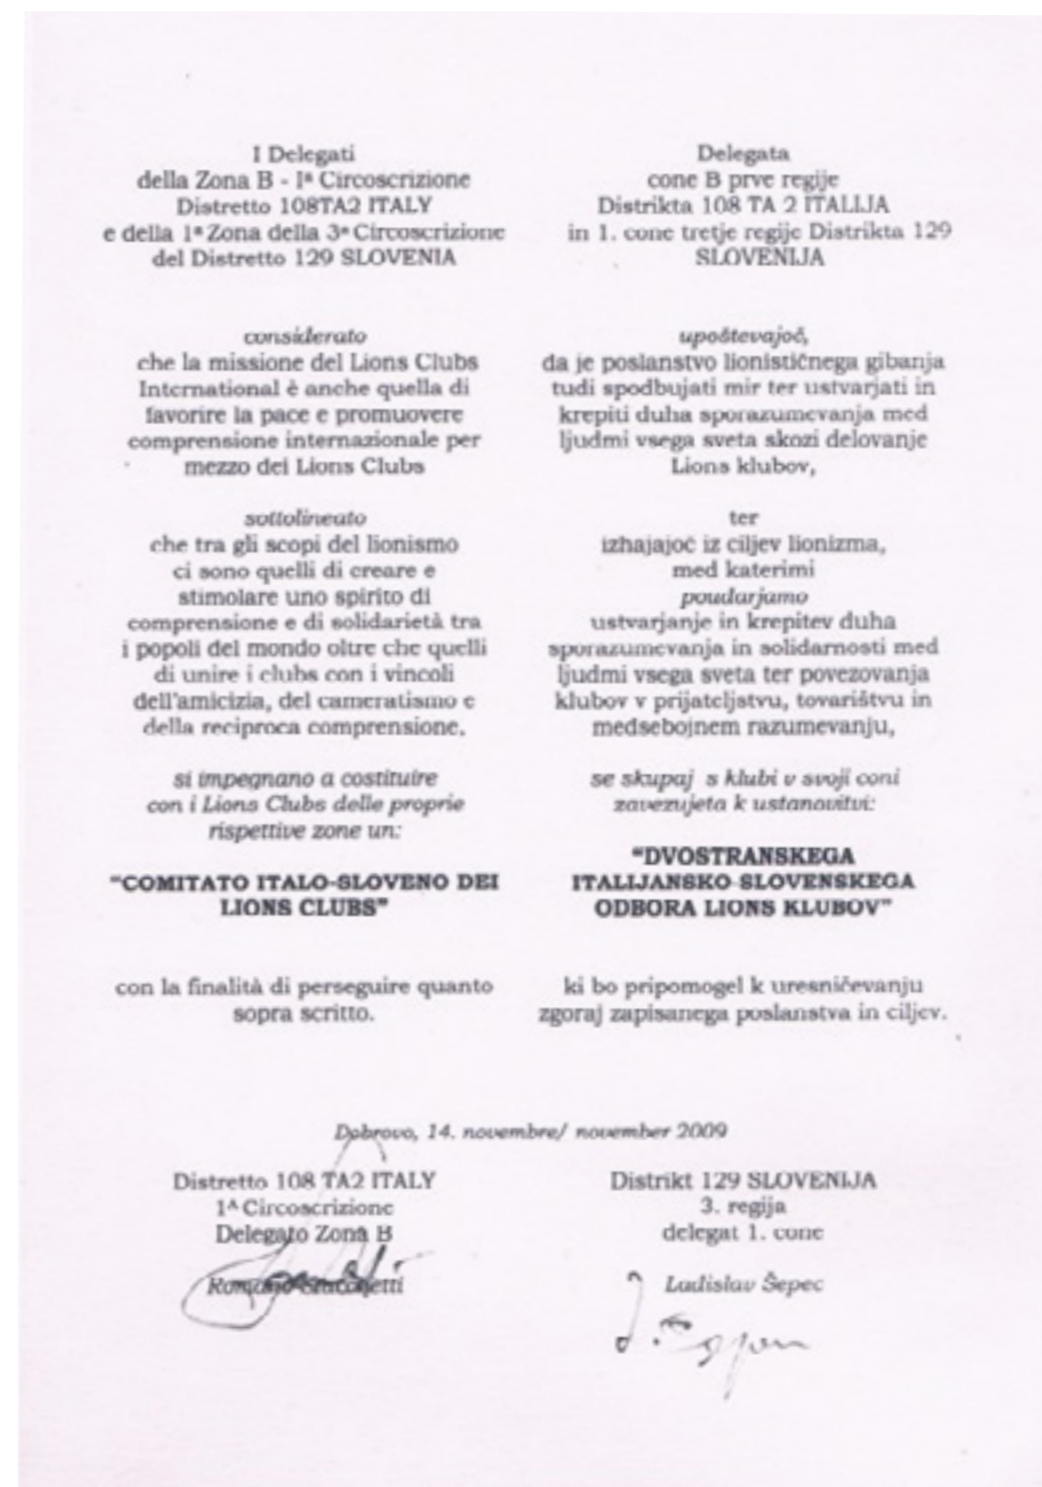 I Delegati
della Zona B - Iª Circoscrizione
Distretto 108TA2 ITALY
e della 1ª Zona della 3ª Circoscrizione
del Distretto 129 SLOVENIA
considerato
che la missione del Lions Clubs
International è anche quella di
favorire la pace e promuovere
comprensione internazionale per
mezzo dei Lions Clubs
sottolineato
che tra gli scopi del lionismo
ci sono quelli di creare e
stimolare uno spirito di
comprensione e di solidarietà tra
i popoli del mondo oltre che quelli
di unire i clubs con i vincoli
dell'amicizia, del cameratismo e
della reciproca comprensione,
si impegnano a costituire
con i Lions Clubs delle proprie
rispettive zone un:
"COMITATO ITALO-SLOVENO DEI
LIONS CLUBS"
con la finalità di perseguire quanto
sopra scritto.
Delegata
cone B prve regije
Distrikta 108 TA 2 ITALIJA
in 1. cone tretje regije Distrikta 129
SLOVENIJA
upoštevajoč,
da je poslanstvo lionističnega gibanja
tudi spodbujati mir ter ustvarjati in
krepiti duha sporazumevanja med
ljudmi vsega sveta skozi delovanje
Lions klubov,
ter
izhajajoč iz ciljev lionizma,
med katerimi
poudarjamo
ustvarjanje in krepitev duha
sporazumevanja in solidarnosti med
ljudmi vsega sveta ter povezovanja
klubov v prijateljstvu, tovarištvu in
medsebojnem razumevanju,
se skupaj s klubi v svoji coni
zavezujeta k ustanovitvi:
"DVOSTRANSKEGA
ITALIJANSKO-SLOVENSKEGA
ODBORA LIONS KLUBOV"
ki bo pripomogel k uresničevanju
zgoraj zapisanega poslanstva in ciljev.
Dobrovo, 14. novembre/ november 2009
Distretto 108 TA2 ITALY
1ᴬ Circoscrizione
Delegato Zona B
Romano
Distrikt 129 SLOVENIJA
3. regija
delegat 1. cone
Ladislav Šepec